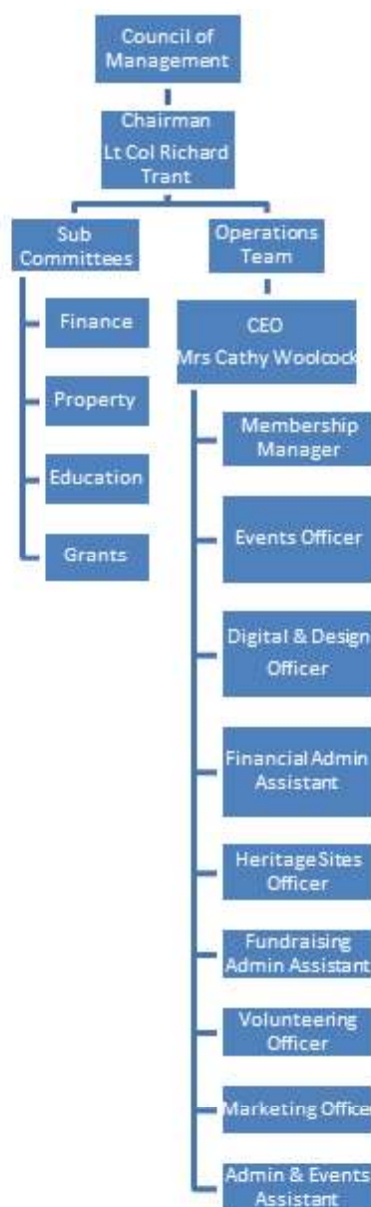 Council of
Management
Chairman
Lt Col Richard
Trant
Sub
Committees
Finance
Property
Education
Grants
Operations
Team
CEO
Mrs Cathy Woolcock
Membership
Manager
Events Officer
Digital & Design
Officer
Financial Admin
Assistant
Heritage Sites
Officer
Fundraising
Admin Assistant
Volunteering
Officer
Marketing Officer
Admin & Events
Assistant